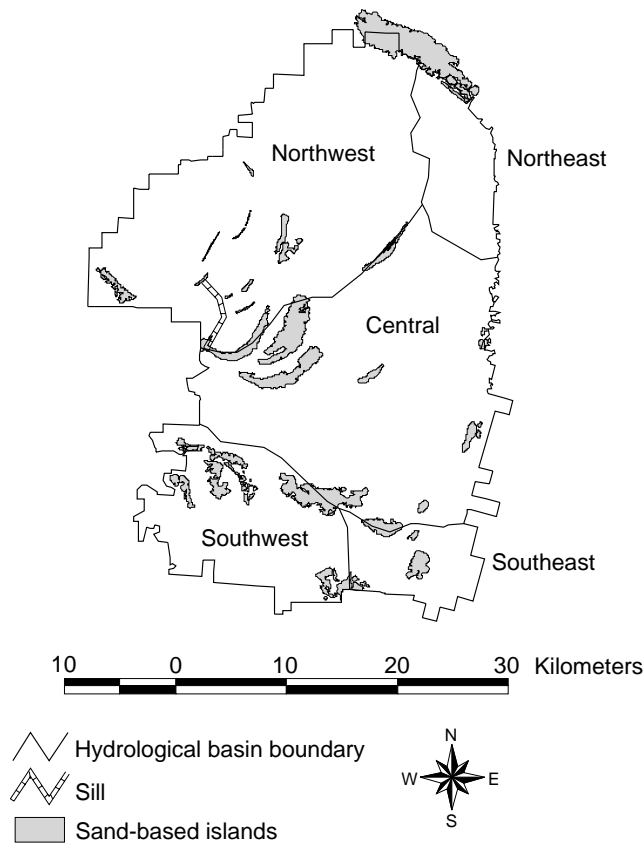 Northwest
Northeast
Central
Southwest
Southeast
10 0 10 20 30 Kilometers
Hydrological basin boundary
Sill
Sand-based islands
N
W E
S